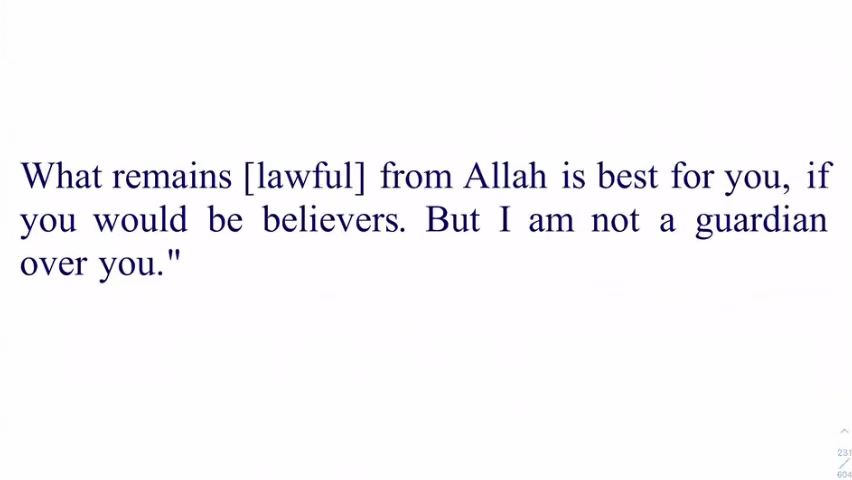 What remains [lawful] from Allah is best for you, if
you would be believers. But I am not a guardian
over you."
231
/
604